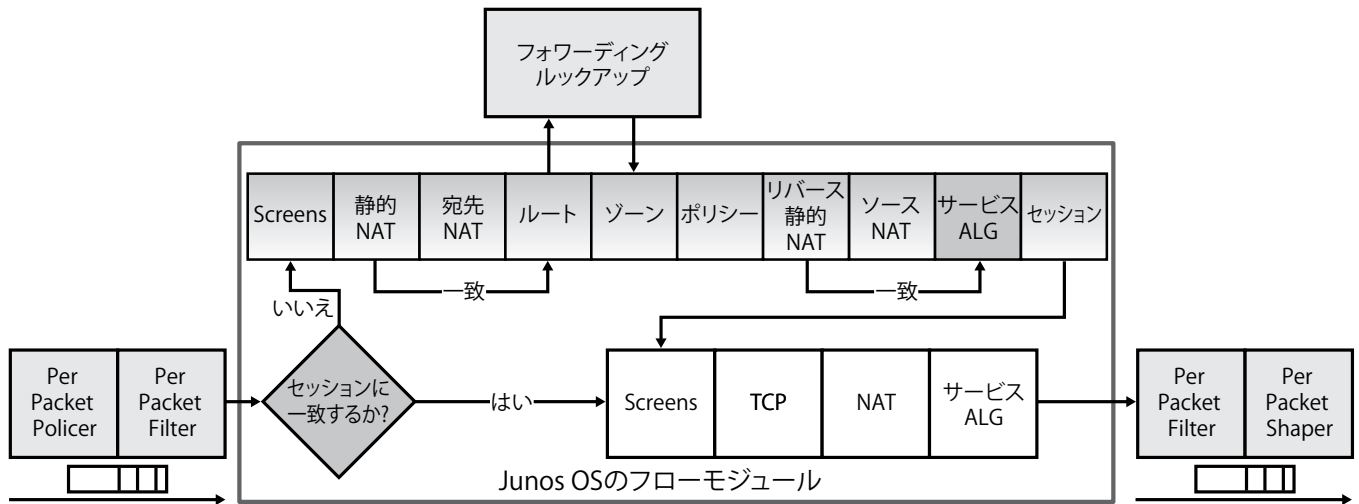 フォワーディング
ルックアップ
Screens
静的
NAT
宛先
NAT
ルート
ゾーン
ポリシー
リバース
静的
NAT
ソース
NAT
サービス
ALG
セッション
一致
一致
いいえ
Per
Packet
Policer
Per
Packet
Filter
セッションに
一致するか?
はい
Screens
TCP
NAT
サービス
ALG
Per
Packet
Filter
Per
Packet
Shaper
Junos OSのフローモジュール